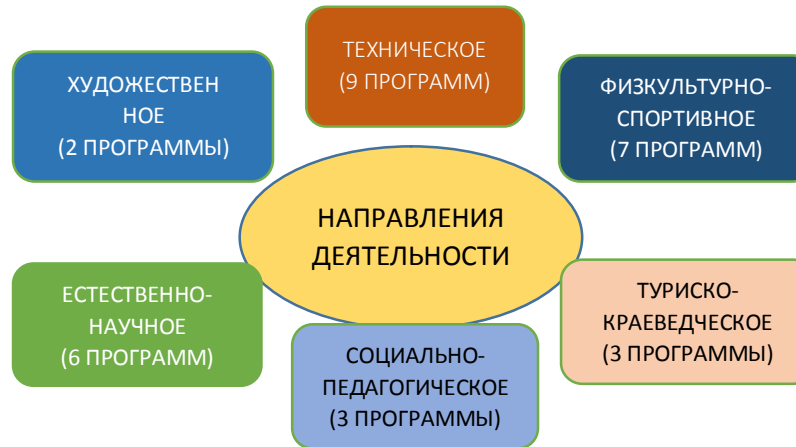 ТЕХНИЧЕСКОЕ
(9 ПРОГРАММ)
ХУДОЖЕСТВЕН
НОЕ
(2 ПРОГРАММЫ)
ФИЗКУЛЬТУРНО-
СПОРТИВНОЕ
(7 ПРОГРАММ)
НАПРАВЛЕНИЯ
ДЕЯТЕЛЬНОСТИ
ЕСТЕСТВЕННО-
НАУЧНОЕ
(6 ПРОГРАММ)
ТУРИСКО-
КРАЕВЕДЧЕСКОЕ
(3 ПРОГРАММЫ)
СОЦИАЛЬНО-
ПЕДАГОГИЧЕСКОЕ
(3 ПРОГРАММЫ)